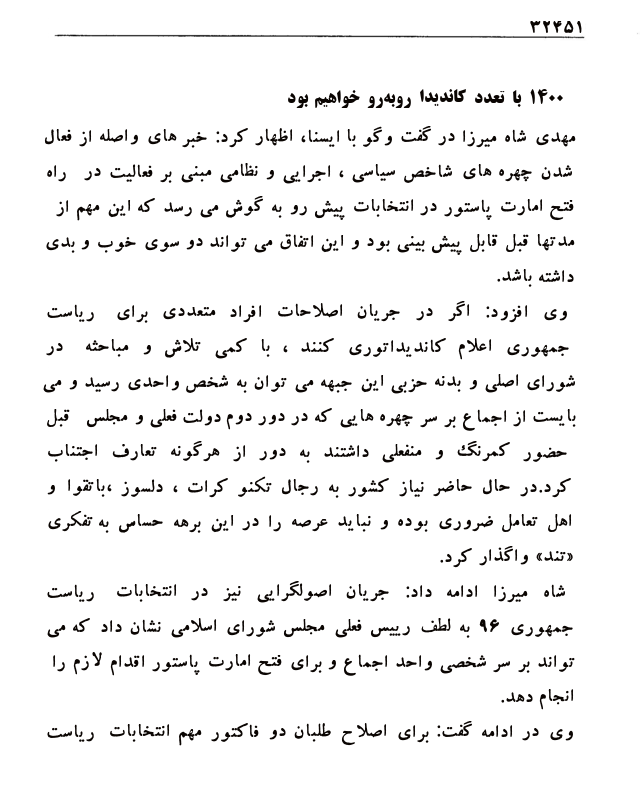 ۳۲۴۵۱
۱۴۰۰ با تعدد کاندیدا روبه‌رو خواهیم بود
مهدی شاه میرزا در گفت وگو با ایسنا، اظهار کرد: خبر های واصله از فعال
شدن چهره های شاخص سیاسی ، اجرایی و نظامی مبنی بر فعالیت در راه
فتح امارت پاستور در انتخابات پیش رو به گوش می رسد که این مهم از
مدتها قبل قابل پیش بینی بود و این اتفاق می تواند دو سوی خوب و بدی
داشته باشد.
وی افزود: اگر در جریان اصلاحات افراد متعددی برای ریاست
جمهوری اعلام کاندیداتوری کنند ، با کمی تلاش و مباحثه در
شورای اصلی و بدنه حزبی این جبهه می توان به شخص واحدی رسید و می
بایست از اجماع بر سر چهره هایی که در دور دوم دولت فعلی و مجلس قبل
حضور کمرنگ و منفعلی داشتند به دور از هرگونه تعارف اجتناب
کرد.در حال حاضر نیاز کشور به رجال تکنو کرات ، دلسوز ،باتقوا و
اهل تعامل ضروری بوده و نباید عرصه را در این برهه حساس به تفکری
«تند» واگذار کرد.
شاه میرزا ادامه داد: جریان اصولگرایی نیز در انتخابات ریاست
جمهوری ۹۶ به لطف رییس فعلی مجلس شورای اسلامی نشان داد که می
تواند بر سر شخصی واحد اجماع و برای فتح امارت پاستور اقدام لازم را
انجام دهد.
وی در ادامه گفت: برای اصلاح طلبان دو فاکتور مهم انتخابات ریاست